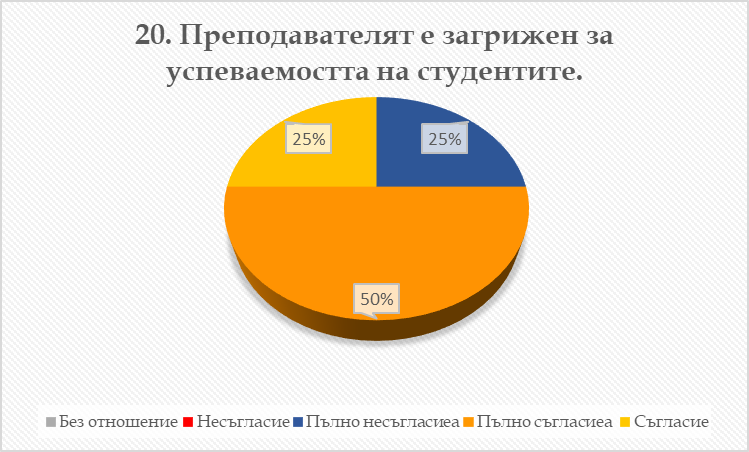 20. Преподавателят е загрижен за
успеваемостта на студентите.
25% 25%
50%
Без отношение Несъгласие Пълно несъгласиеа Пълно съгласиеа Съгласие